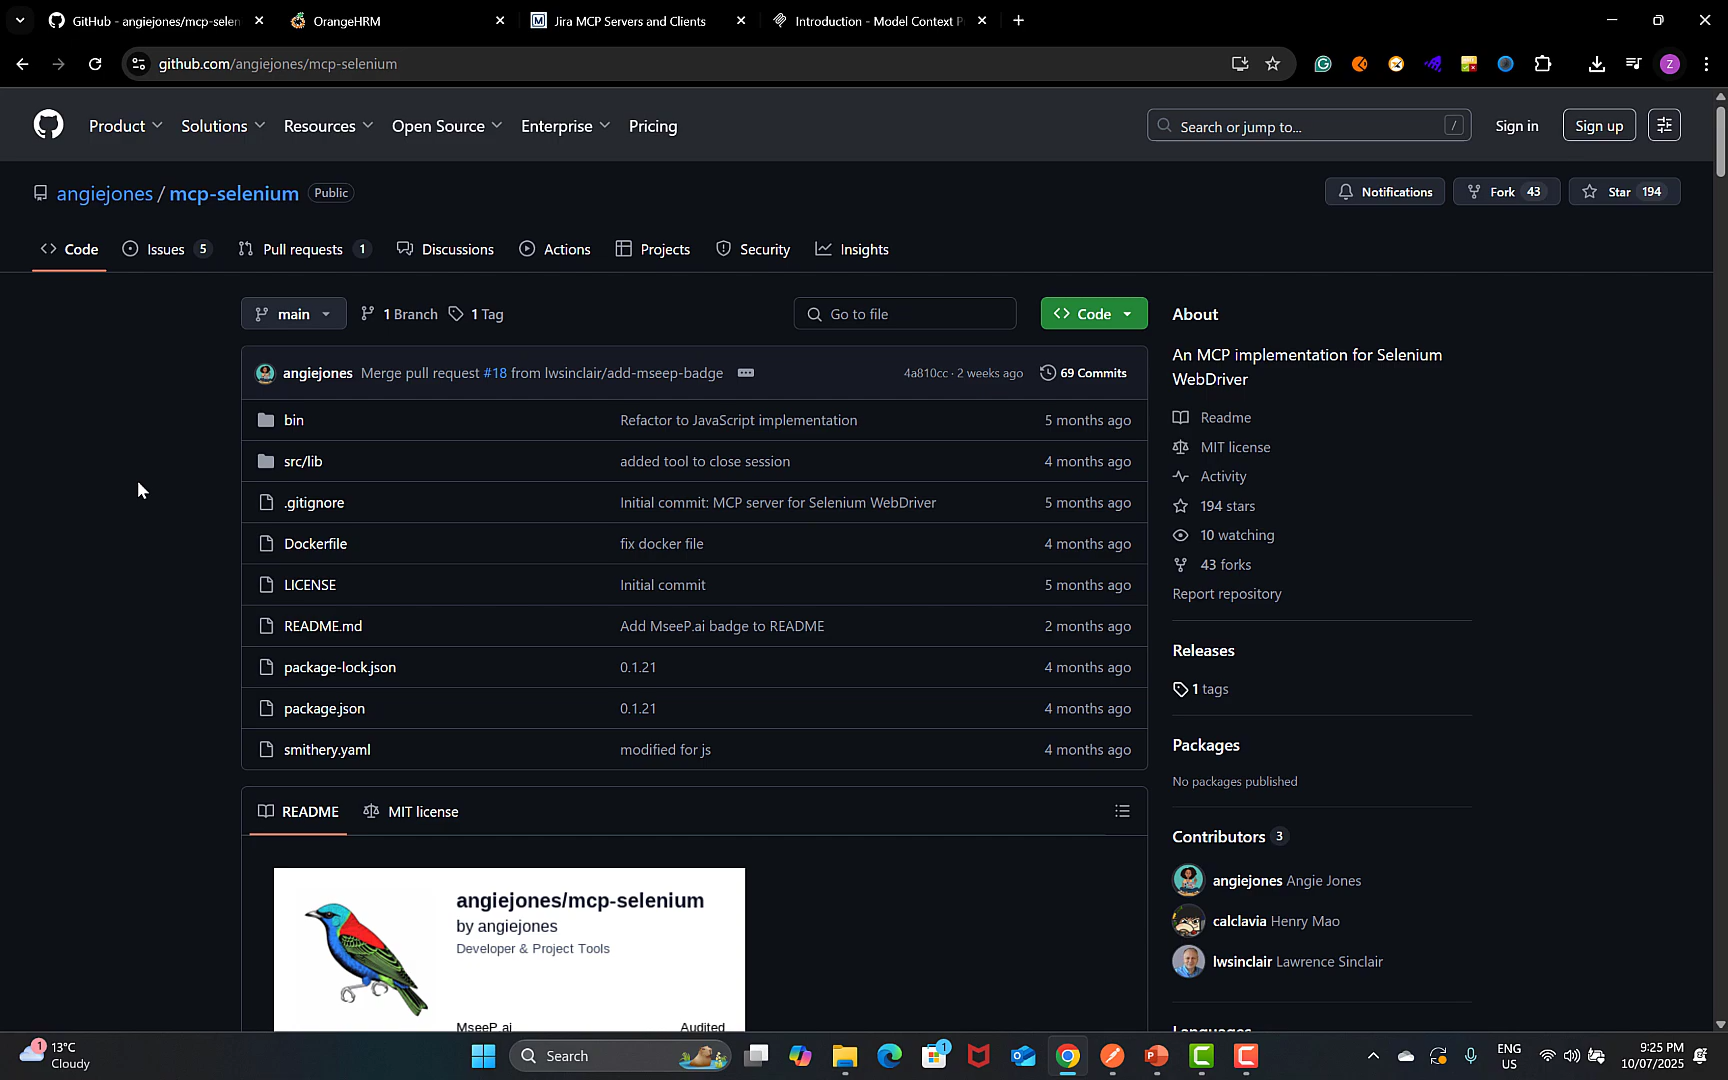 GitHub - angiejones/mcp-selen
OrangeHRM
Jira MCP Servers and Clients
Introduction - Model Context P
github.com/angiejones/mcp-selenium
Z
Product
Solutions
Resources
Open Source
Enterprise
Pricing
Search or jump to...
/
Sign in
Sign up
angiejones / mcp-selenium
Public
Notifications
Fork 43
Star 194
Code
Issues 5
Pull requests 1
Discussions
Actions
Projects
Security
Insights
main
1 Branch
1 Tag
Go to file
Code
angiejones Merge pull request #18 from lwsinclair/add-mseep-badge
4a810cc · 2 weeks ago
69 Commits
bin Refactor to JavaScript implementation 5 months ago
src/lib added tool to close session 4 months ago
.gitignore Initial commit: MCP server for Selenium WebDriver 5 months ago
Dockerfile fix docker file 4 months ago
LICENSE Initial commit 5 months ago
README.md Add MseeP.ai badge to README 2 months ago
package-lock.json 0.1.21 4 months ago
package.json 0.1.21 4 months ago
smithery.yaml modified for js 4 months ago
README
MIT license
angiejones/mcp-selenium
by angiejones
Developer & Project Tools
MseeP.ai
Audited
About
An MCP implementation for Selenium
WebDriver
Readme
MIT license
Activity
194 stars
10 watching
43 forks
Report repository
Releases
1 tags
Packages
No packages published
Contributors 3
angiejones Angie Jones
calclavia Henry Mao
lwsinclair Lawrence Sinclair
Languages
1
13°C
Cloudy
Search
1
ENG
US
9:25 PM
10/07/2025